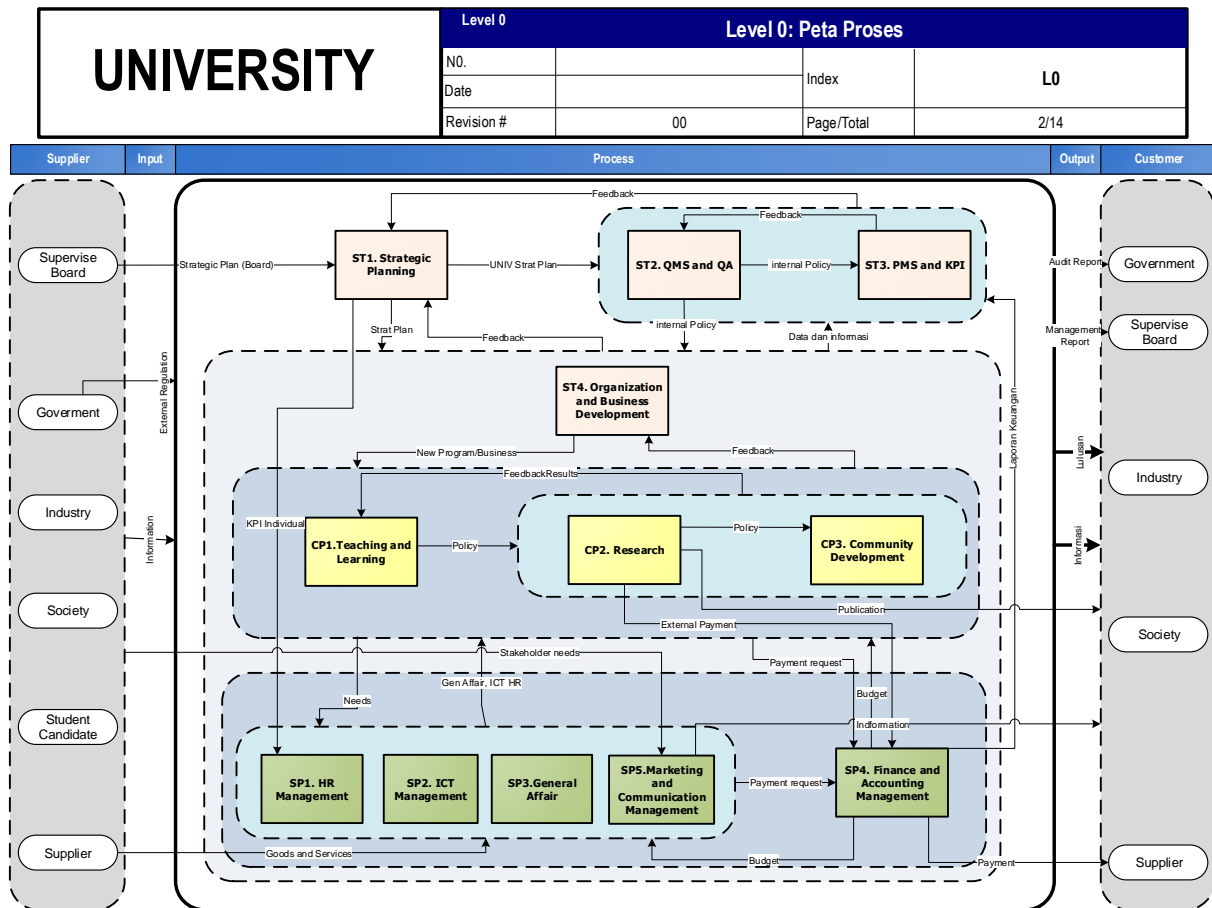 UNIVERSITY
Level 0
Level 0: Peta Proses
N0.
Date
Index
L0
Revision #
00
Page/Total
2/14
Supplier
Input
Process
Output
Customer
Feedback
Feedback
Supervise
Board
Strategic Plan (Board)
ST1. Strategic
Planning
UNIV Strat Plan
ST2. QMS and QA
internal Policy
ST3. PMS and KPI
Audit Report
Government
Strat Plan
Feedback
internal Policy
Data dan informasi
Management
Report
Supervise
Board
External Regulation
Goverment
ST4. Organization
and Business
Development
Laporan Keuangan
New Program/Business
Feedback
Lulusan
FeedbackResults
Industry
Industry
KPI Individual
Information
CP1.Teaching and
Learning
Policy
CP2. Research
Policy
CP3. Community
Development
Informasi
Society
Publication
External Payment
Society
Stakeholder needs
Payment request
Gen Affair, ICT HR
Needs
Budget
Student
Candidate
Indformation
SP1. HR
Management
SP2. ICT
Management
SP3.General
Affair
SP5.Marketing
and
Communication
Management
Payment request
SP4. Finance and
Accounting
Management
Supplier
Goods and Services
Budget
Payment
Supplier